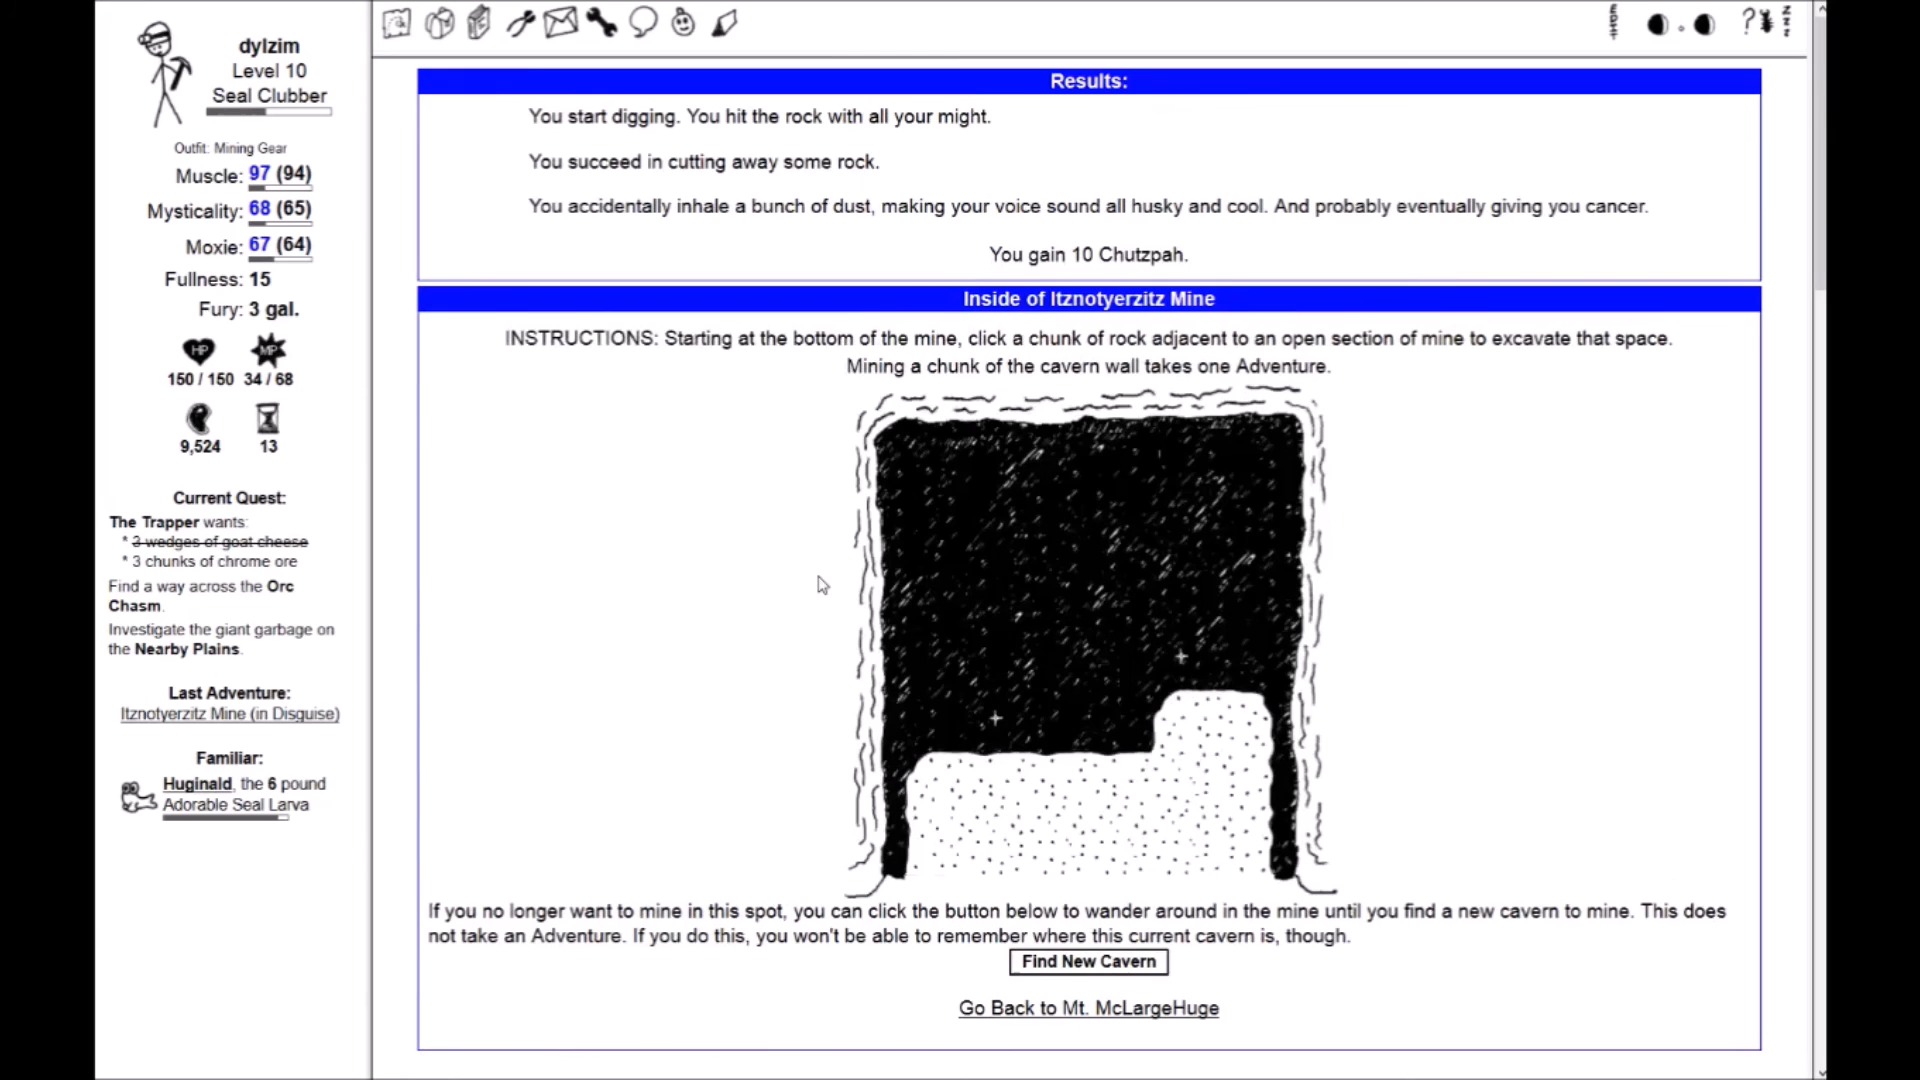 dylzim
Level 10
Seal Clubber
Outfit: Mining Gear
Muscle: 97 (94)
Mysticality: 68 (65)
Moxie: 67 (64)
Fullness: 15
Fury: 3 gal.
HP MP
150 / 150 34 / 68
9,524 13
Current Quest:
The Trapper wants:
* 3 wedges of goat cheese
* 3 chunks of chrome ore
Find a way across the Orc
Chasm.
Investigate the giant garbage on
the Nearby Plains.
Last Adventure:
Itznotyerzitz Mine (in Disguise)
Familiar:
Huginald, the 6 pound
Adorable Seal Larva
Results:
You start digging. You hit the rock with all your might.
You succeed in cutting away some rock.
You accidentally inhale a bunch of dust, making your voice sound all husky and cool. And probably eventually giving you cancer.
You gain 10 Chutzpah.
Inside of Itznotyerzitz Mine
INSTRUCTIONS: Starting at the bottom of the mine, click a chunk of rock adjacent to an open section of mine to excavate that space.
Mining a chunk of the cavern wall takes one Adventure.
If you no longer want to mine in this spot, you can click the button below to wander around in the mine until you find a new cavern to mine. This does
not take an Adventure. If you do this, you won't be able to remember where this current cavern is, though.
Find New Cavern
Go Back to Mt. McLargeHuge